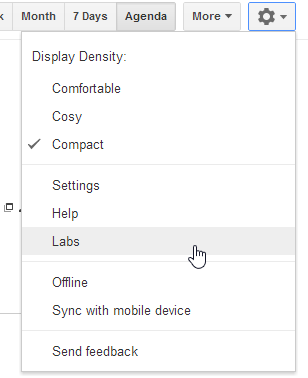 k Month 7 Days Agenda More
Display Density:
Comfortable
Cosy
Compact
Settings
Help
Labs
Offline
Sync with mobile device
Send feedback